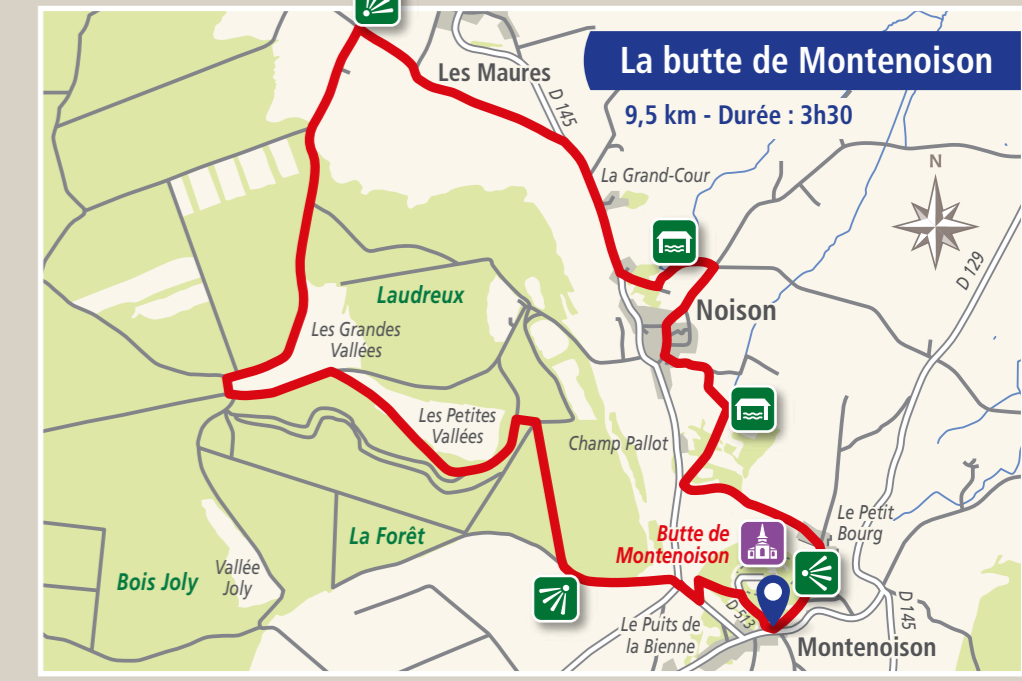 La butte de Montenoison
9,5 km - Durée : 3h30
Les Maures
D 145
La Grand-Cour
N
D 129
Laudreux
Noison
Les Grandes
Vallées
Les Petites
Vallées
Champ Pallot
Le Petit
Bourg
La Forêt
Butte de
Montenoison
Bois Joly
Vallée
Joly
D 513
D 145
Le Puits de
la Bienne
Montenoison